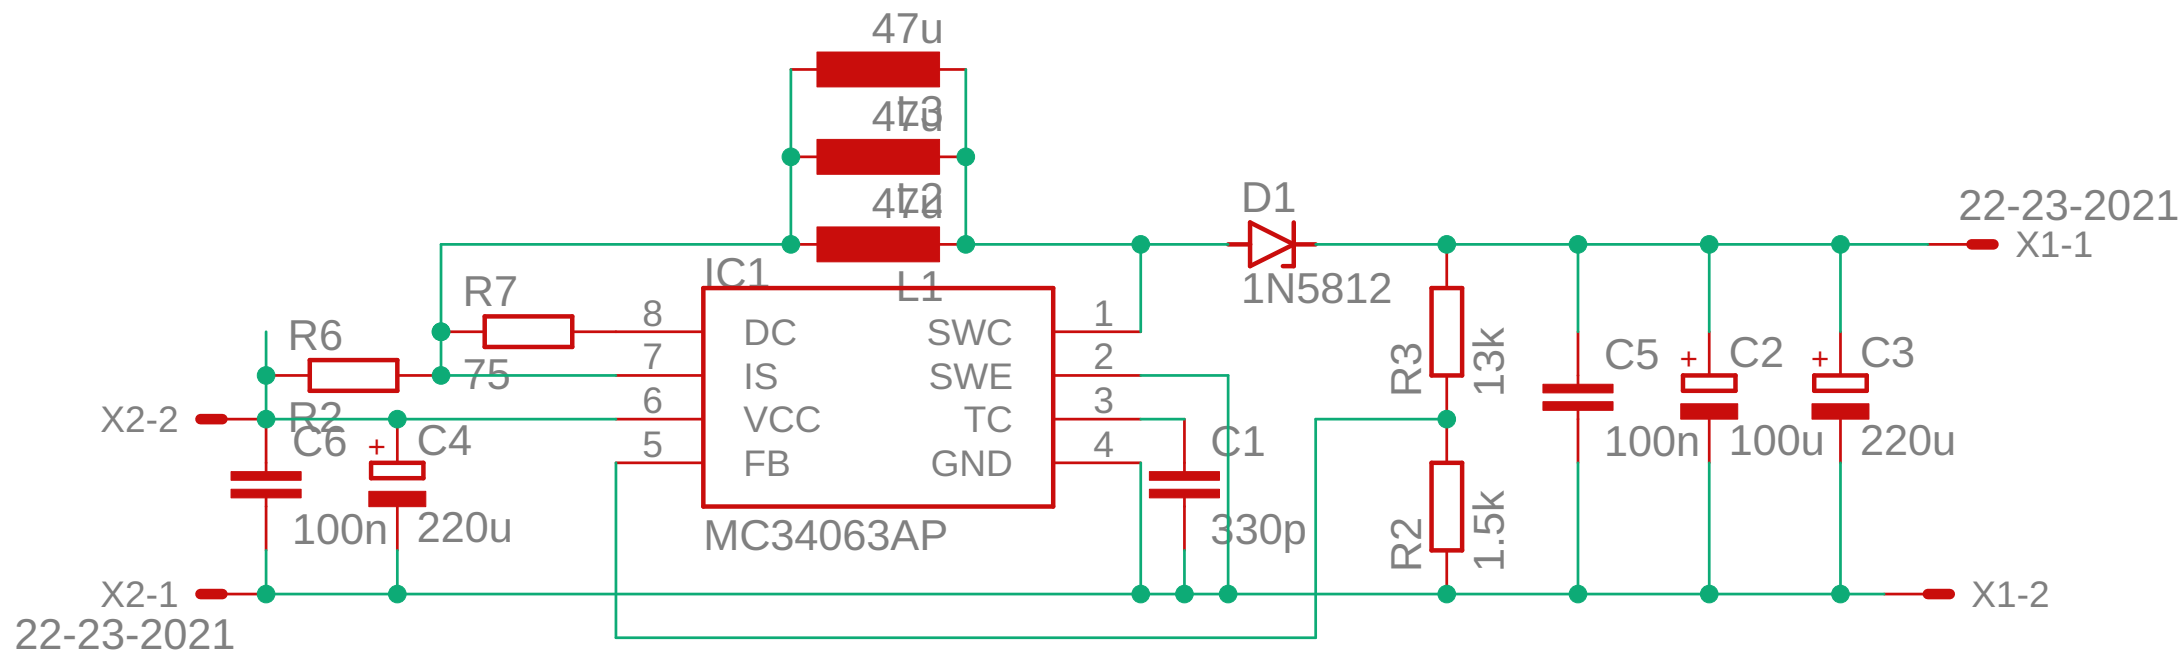 47u
L3
47u
L2
47u
L1
D1
1N5812
22-23-2021
X1-1
IC1
R7
75
R6
R2
8
7
6
5
DC
IS
VCC
FB
SWC
SWE
TC
GND
1
2
3
4
MC34063AP
X2-2
C6
100n
+
C4
220u
C1
330p
R3
13k
R2
1.5k
C5
100n
+
C2
100u
+
C3
220u
X2-1
22-23-2021
X1-2